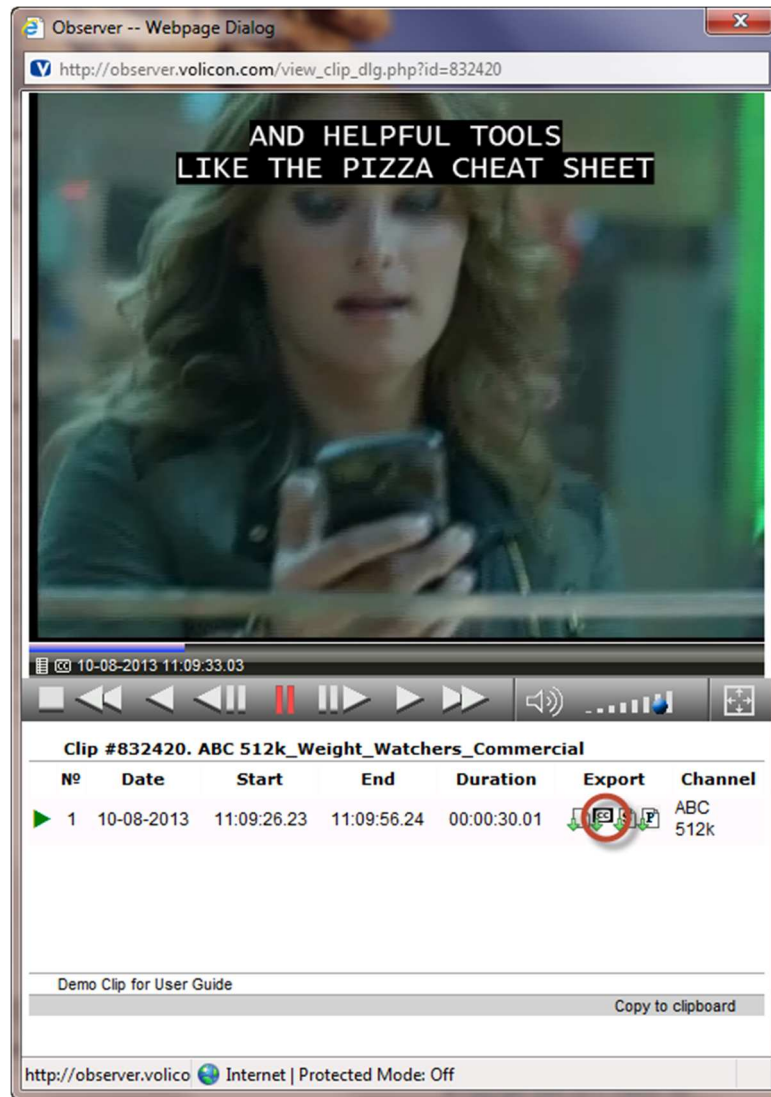 Observer -- Webpage Dialog
http://observer.volicon.com/view_clip_dlg.php?id=832420
AND HELPFUL TOOLS
LIKE THE PIZZA CHEAT SHEET
CC 10-08-2013 11:09:33.03
Clip #832420. ABC 512k_Weight_Watchers_Commercial
Nº Date Start End Duration Export Channel
1 10-08-2013 11:09:26.23 11:09:56.24 00:00:30.01 CC P ABC
512k
Demo Clip for User Guide
Copy to clipboard
http://observer.volico Internet | Protected Mode: Off